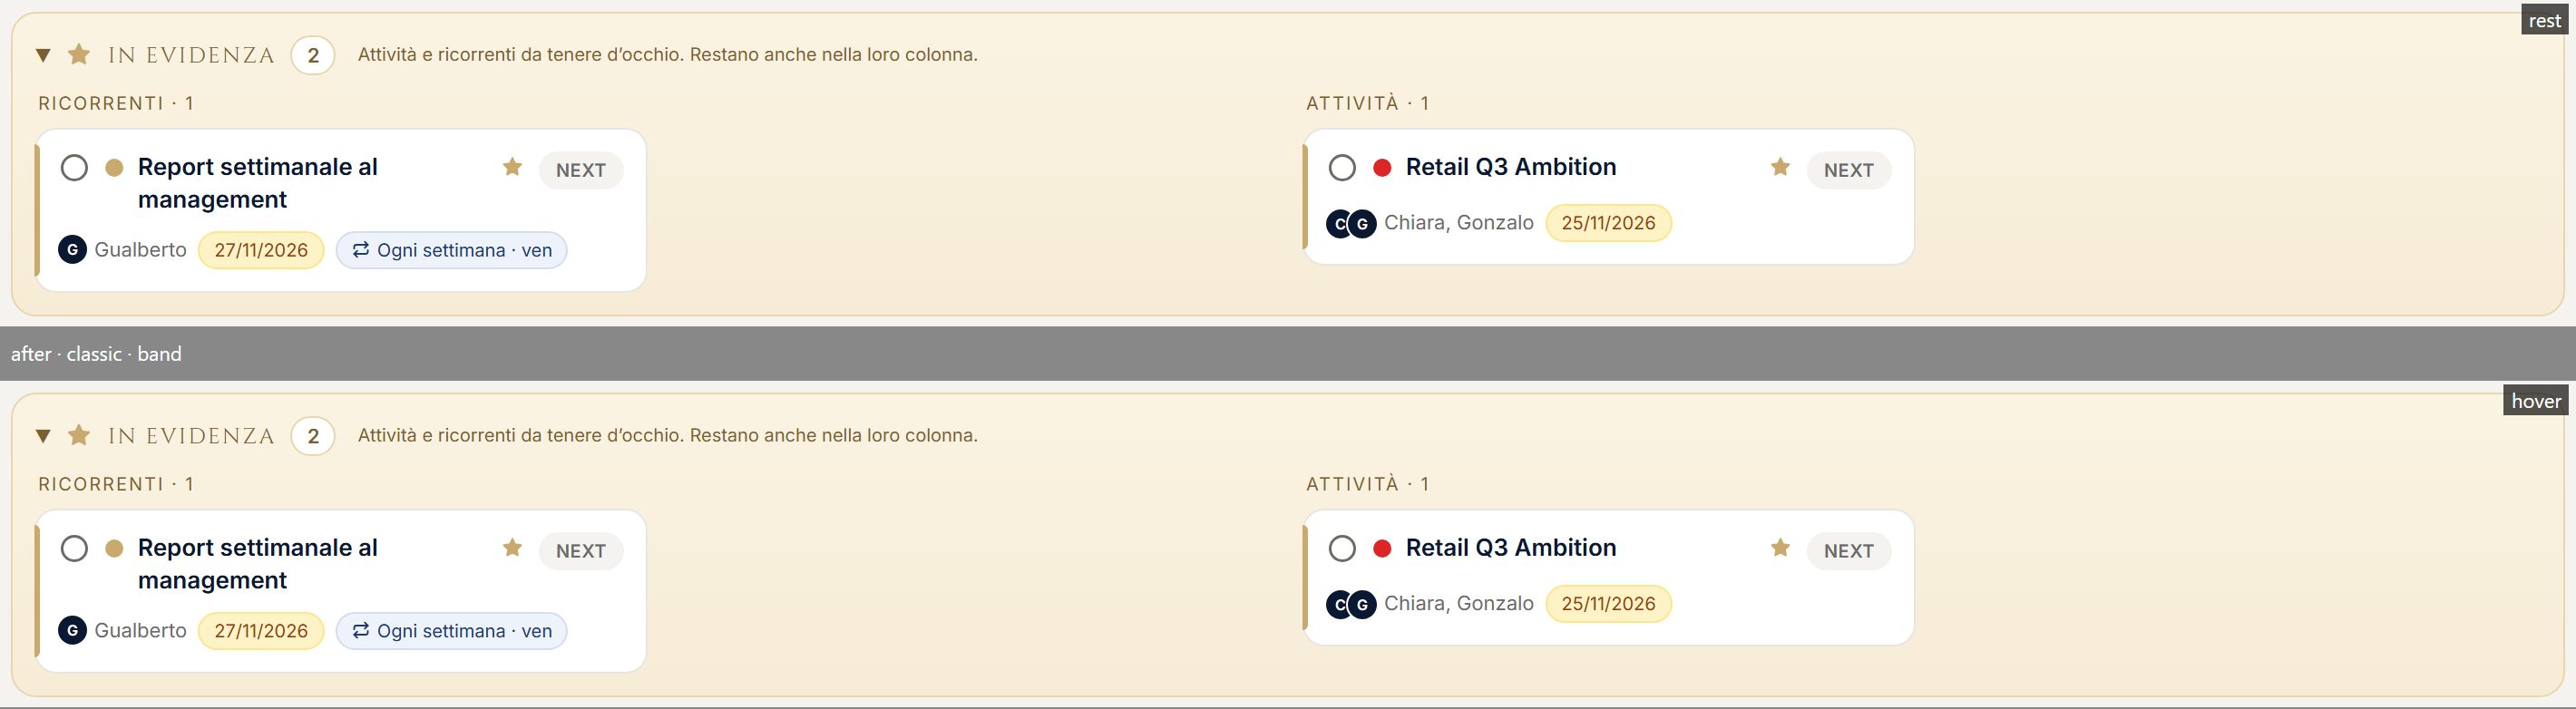 rest
IN EVIDENZA 2 Attività e ricorrenti da tenere d’occhio. Restano anche nella loro colonna.
RICORRENTI · 1
Report settimanale al
management
NEXT
G Gualberto 27/11/2026 Ogni settimana · ven
ATTIVITÀ · 1
Retail Q3 Ambition NEXT
C G Chiara, Gonzalo 25/11/2026
after · classic · band
hover
IN EVIDENZA 2 Attività e ricorrenti da tenere d’occhio. Restano anche nella loro colonna.
RICORRENTI · 1
Report settimanale al
management
NEXT
G Gualberto 27/11/2026 Ogni settimana · ven
ATTIVITÀ · 1
Retail Q3 Ambition NEXT
C G Chiara, Gonzalo 25/11/2026